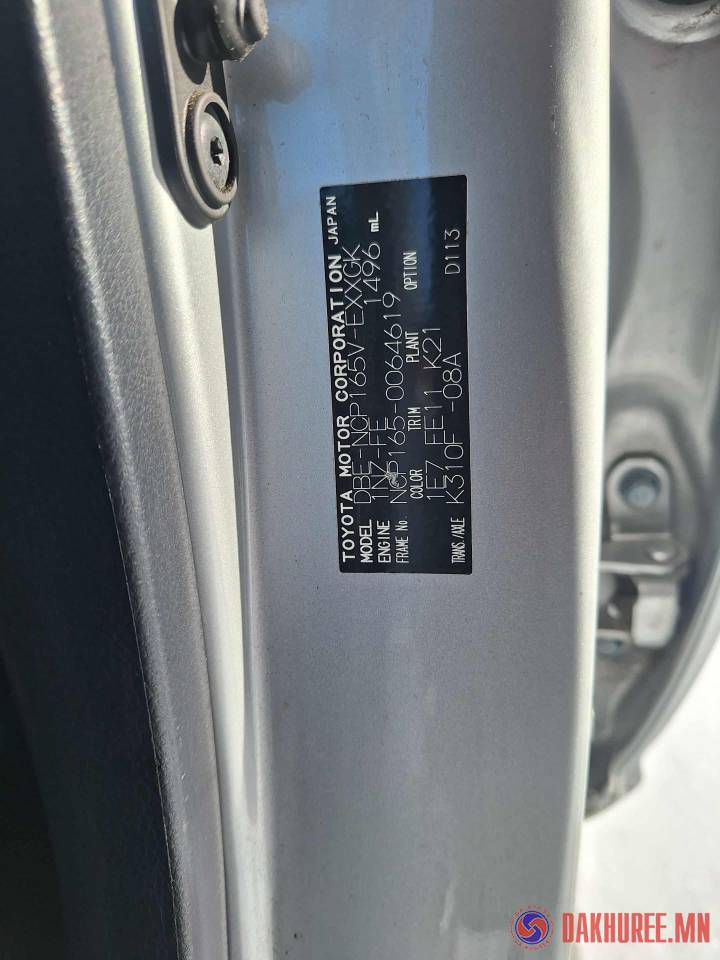 TOYOTA MOTOR CORPORATION JAPAN
MODEL DBE-NCP165V-EXXGK
ENGINE 1NZ-FE 1496 mL
FRAME No. NCP165-0064619
COLOR TRIM PLANT OPTION
1E7 FE11 K21
TRANS/AXLE K310F -08A D113
DAKHUREE.MN